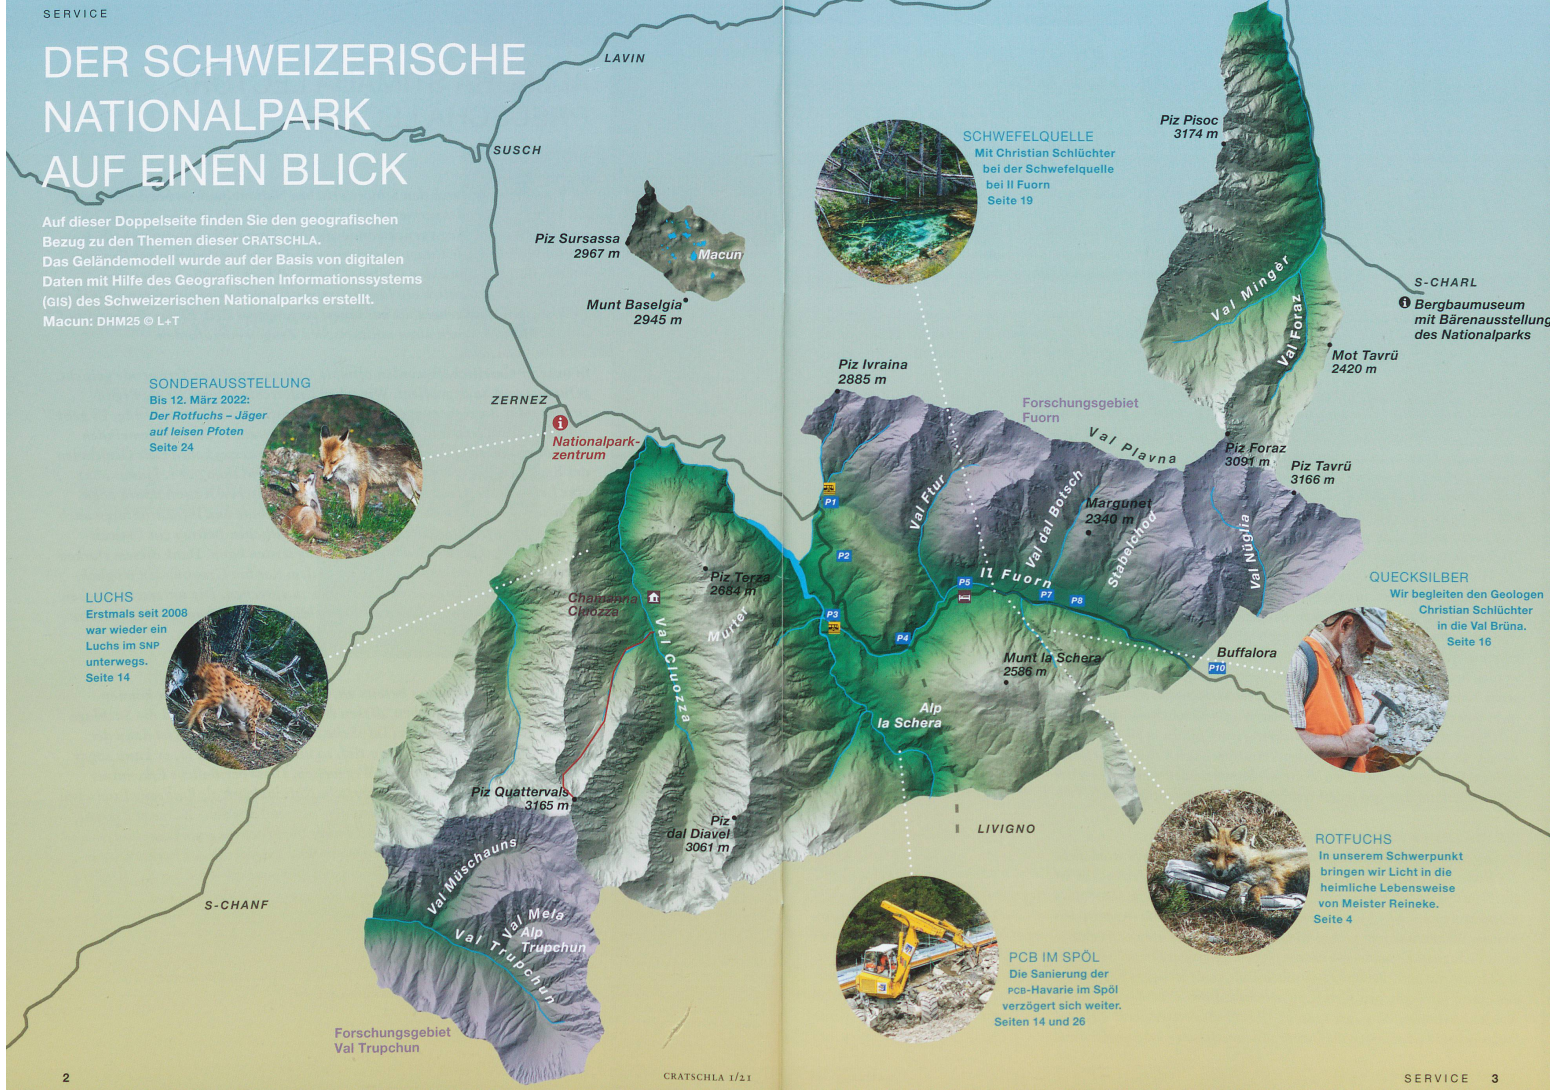 SERVICE
DER SCHWEIZERISCHE
NATIONALPARK
AUF EINEN BLICK
Auf dieser Doppelseite finden Sie den geografischen
Bezug zu den Themen dieser CRATSCHLA.
Das Geländemodell wurde auf der Basis von digitalen
Daten mit Hilfe des Geografischen Informationssystems
(GIS) des Schweizerischen Nationalparks erstellt.
Macun: DHM25 © L+T
LAVIN
SUSCH
Piz Sursassa
2967 m
Macun
Munt Baselgia
2945 m
SONDERAUSSTELLUNG
Bis 12. März 2022:
Der Rotfuchs – Jäger
auf leisen Pfoten
Seite 24
ZERNEZ
Nationalpark-
zentrum
LUCHS
Erstmals seit 2008
war wieder ein
Luchs im SNP
unterwegs.
Seite 14
Chamanna
Cluozza
Piz Terza
2684 m
Murter
Val Cluozza
Piz Quattervals
3165 m
Piz
dal Diavel
3061 m
S-CHANF
Val Müschauns
Val Mela
Alp
Trupchun
Val Trupchun
Forschungsgebiet
Val Trupchun
2
CRATSCHLA 1/21
SCHWEFELQUELLE
Mit Christian Schlüchter
bei der Schwefelquelle
bei Il Fuorn
Seite 19
Piz Pisoc
3174 m
Val Mingèr
Val Foraz
S-CHARL
Bergbaumuseum
mit Bärenausstellung
des Nationalparks
Mot Tavrü
2420 m
Piz Ivraina
2885 m
Forschungsgebiet
Fuorn
Val Plavna
Piz Foraz
3091 m
Piz Tavrü
3166 m
P1
Val Ftur
Val dal Botsch
Margunet
2340 m
Stabelchod
Val Nüglia
P2
P5
Il Fuorn
P7
P8
P3
P4
QUECKSILBER
Wir begleiten den Geologen
Christian Schlüchter
in die Val Brüna.
Seite 16
Munt la Schera
2586 m
Buffalora
P10
Alp
la Schera
LIVIGNO
ROTFUCHS
In unserem Schwerpunkt
bringen wir Licht in die
heimliche Lebensweise
von Meister Reineke.
Seite 4
PCB IM SPÖL
Die Sanierung der
PCB-Havarie im Spöl
verzögert sich weiter.
Seiten 14 und 26
SERVICE 3